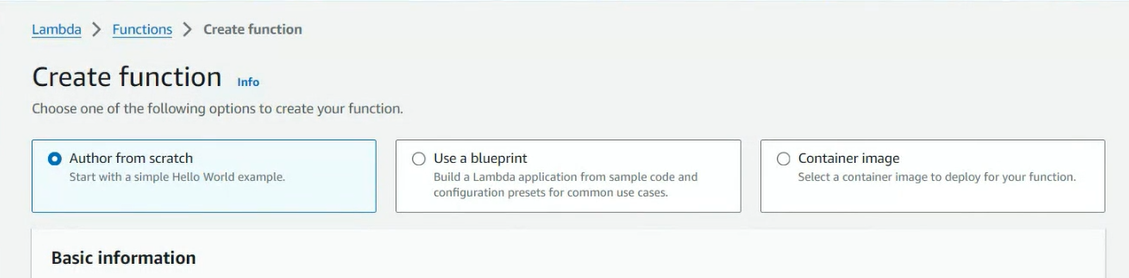 Lambda > Functions > Create function
Create function Info
Choose one of the following options to create your function.
Author from scratch
Start with a simple Hello World example.
Use a blueprint
Build a Lambda application from sample code and
configuration presets for common use cases.
Container image
Select a container image to deploy for your function.
Basic information